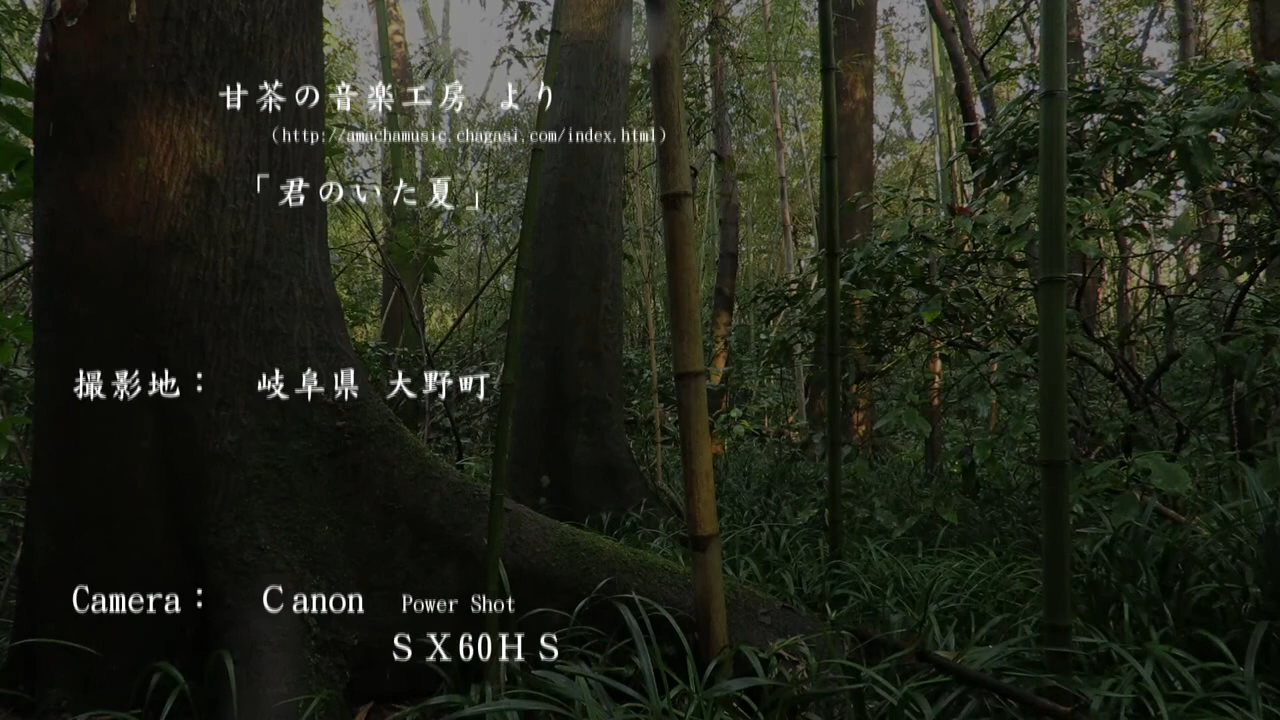 甘茶の音楽工房 より
(http://amachamusic.chagasi.com/index.html)
「君のいた夏」
撮影地： 岐阜県 大野町
Camera： Ｃanon Power Shot
ＳＸ60ＨＳ